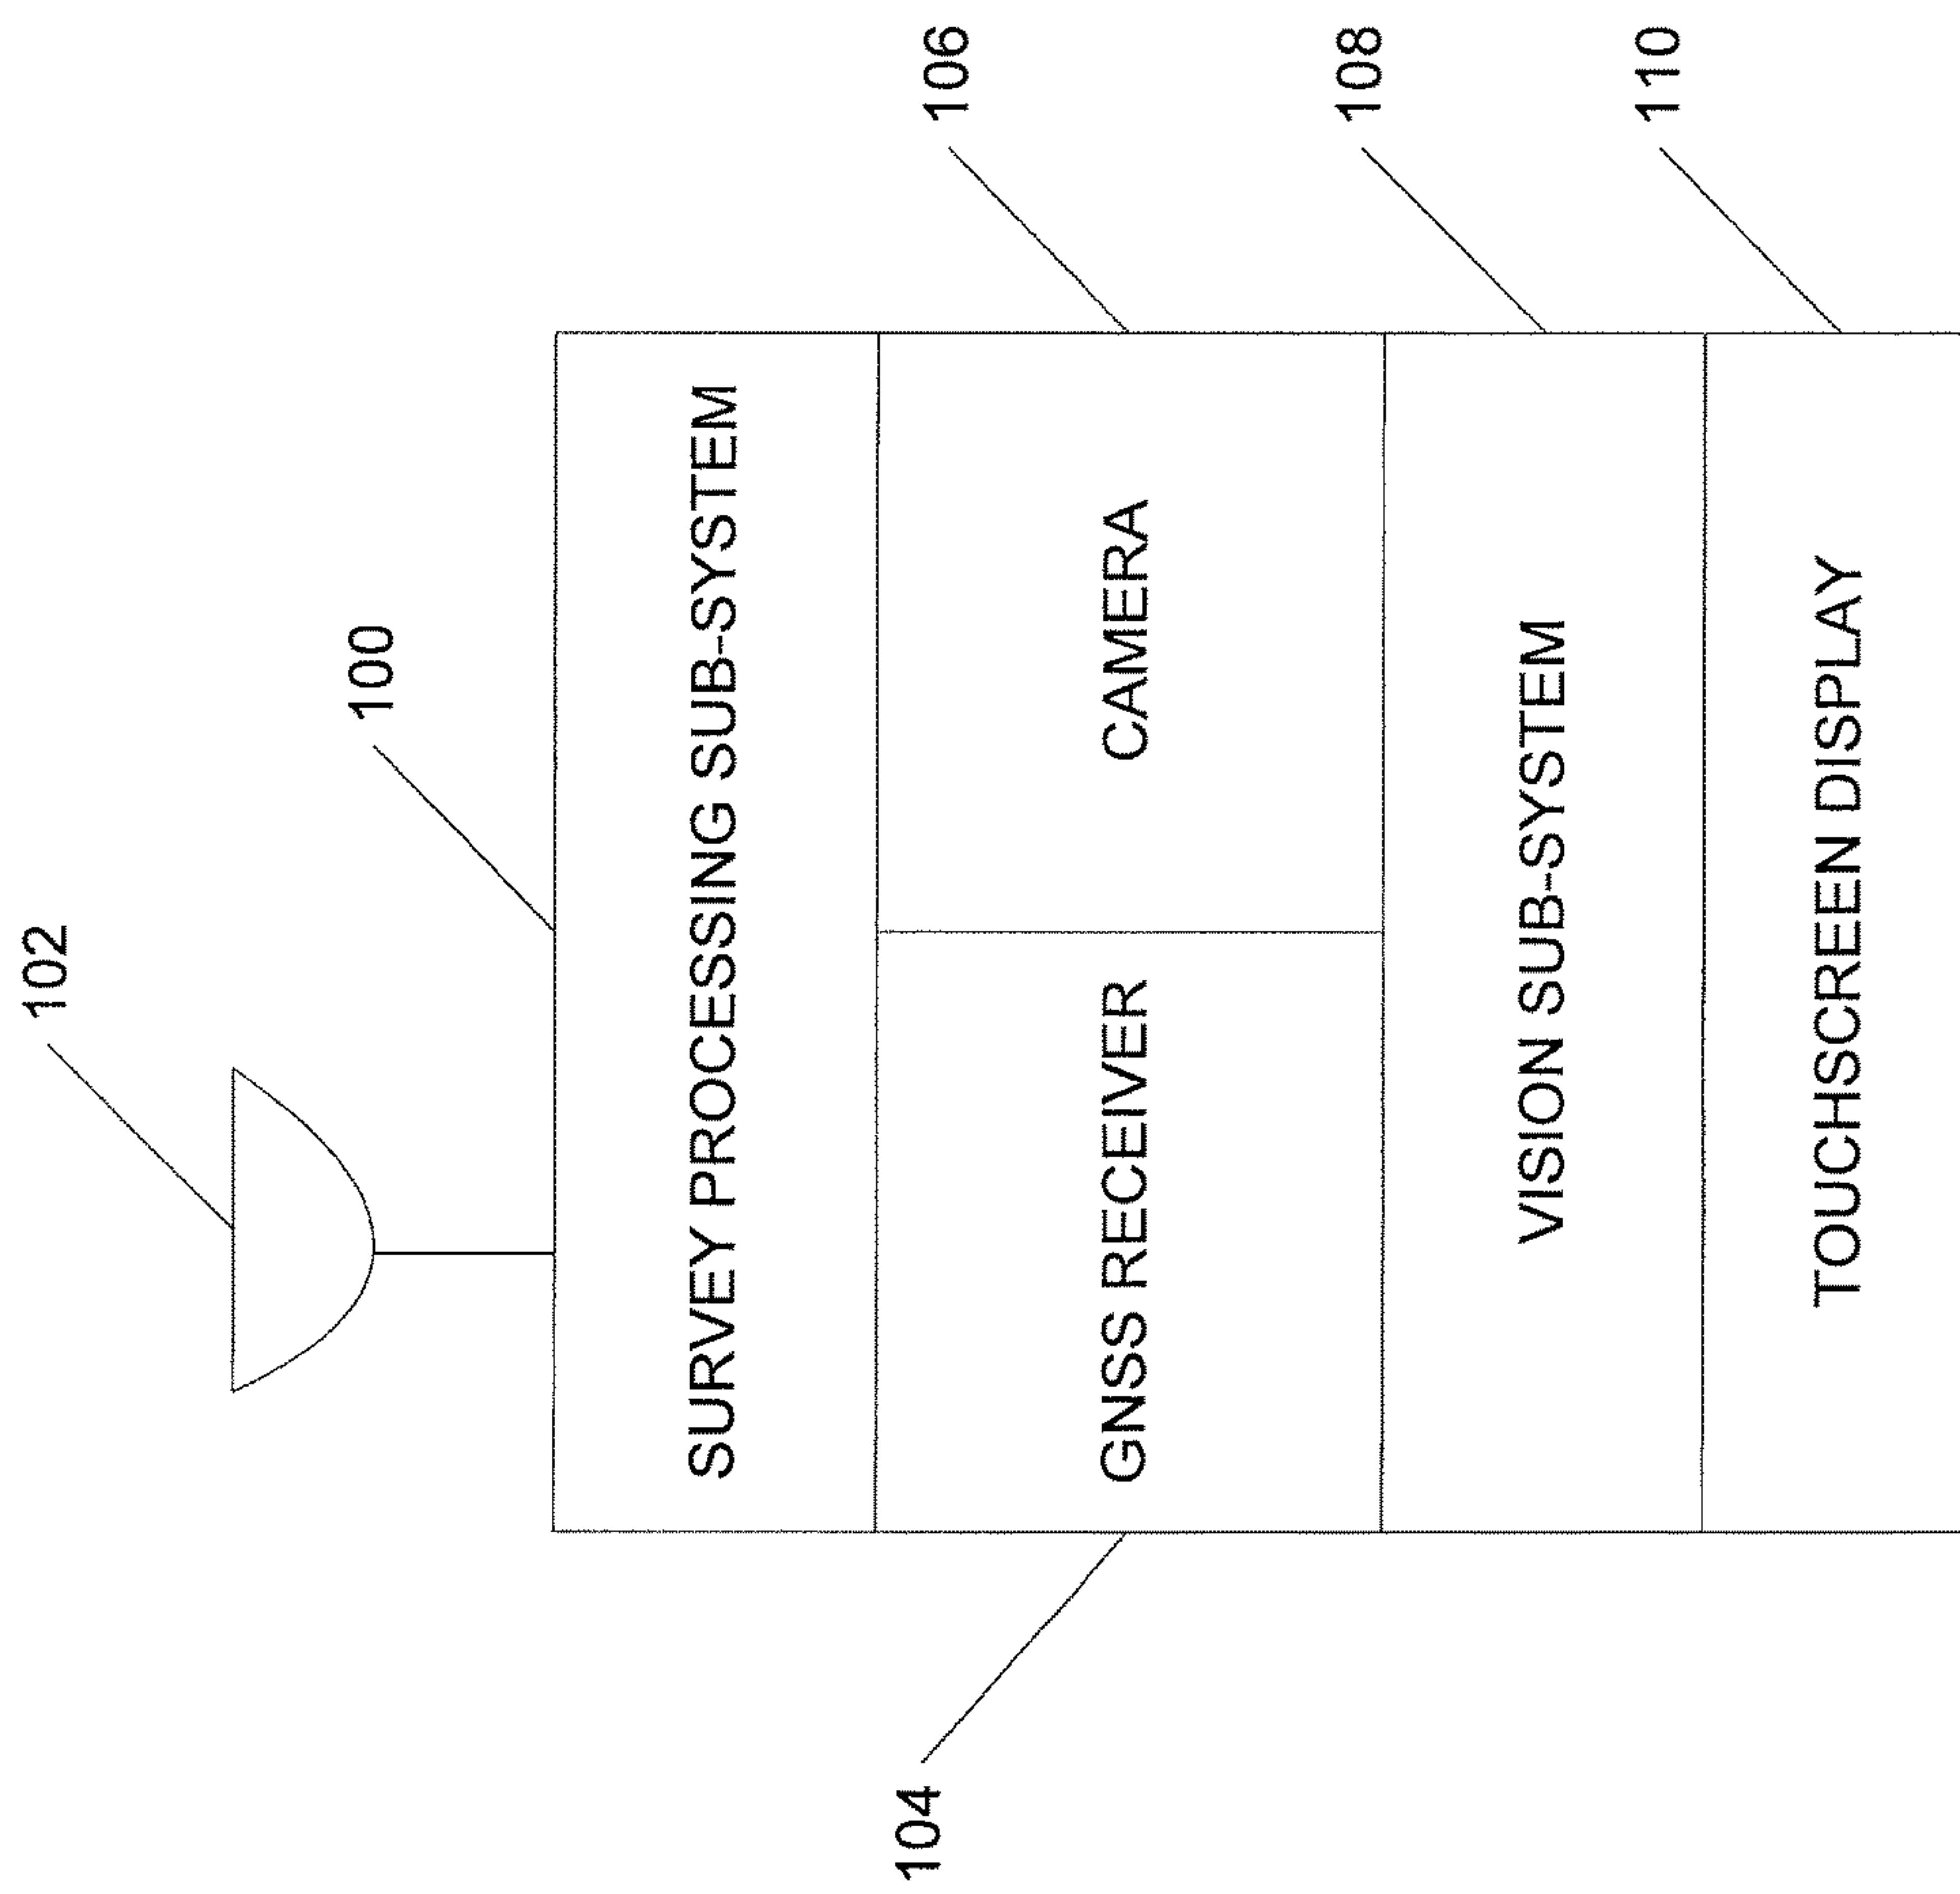 102
100
SURVEY PROCESSING SUB-SYSTEM
104
GNSS RECEIVER
CAMERA
106
VISION SUB-SYSTEM
108
TOUCHSCREEN DISPLAY
110